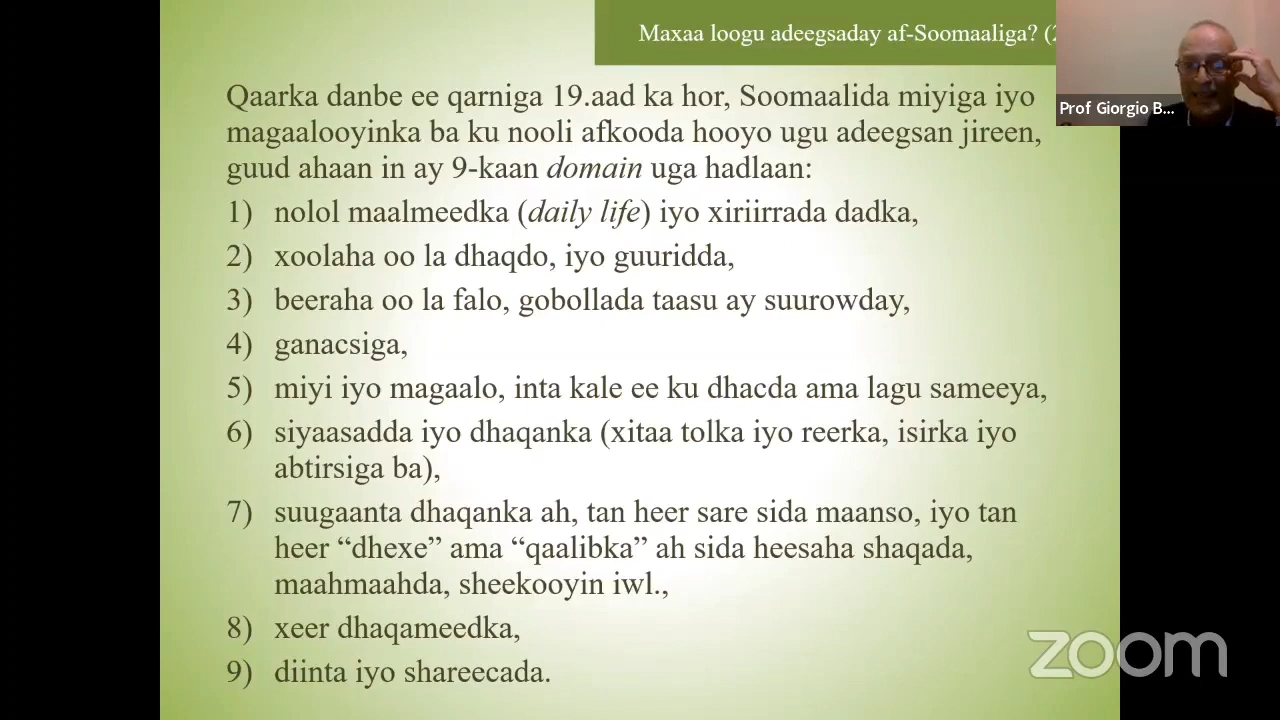 Maxaa loogu adeegsaday af-Soomaaliga? (2
Prof Giorgio B...
Qaarka danbe ee qarniga 19.aad ka hor, Soomaalida miyiga iyo
magaalooyinka ba ku nooli afkooda hooyo ugu adeegsan jireen,
guud ahaan in ay 9-kaan domain uga hadlaan:
1) nolol maalmeedka (daily life) iyo xiriirrada dadka,
2) xoolaha oo la dhaqdo, iyo guuridda,
3) beeraha oo la falo, gobollada taasu ay suurowday,
4) ganacsiga,
5) miyi iyo magaalo, inta kale ee ku dhacda ama lagu sameeya,
6) siyaasadda iyo dhaqanka (xitaa tolka iyo reerka, isirka iyo
abtirsiga ba),
7) suugaanta dhaqanka ah, tan heer sare sida maanso, iyo tan
heer “dhexe” ama “qaalibka” ah sida heesaha shaqada,
maahmaahda, sheekooyin iwl.,
8) xeer dhaqameedka,
9) diinta iyo shareecada.
zoom